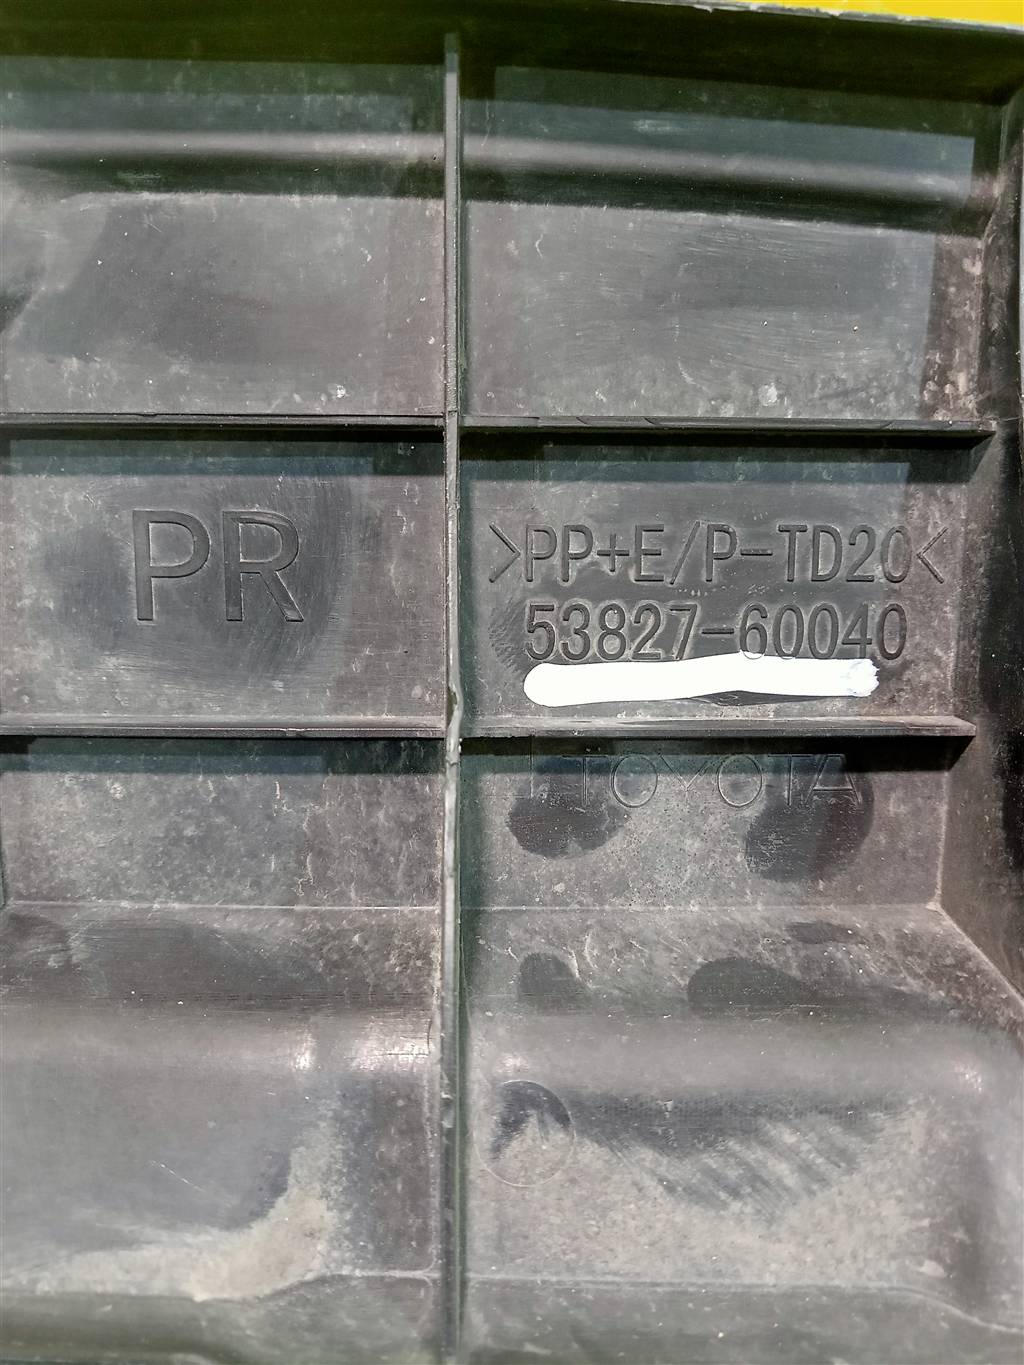 PR
>PP+E/P-TD20<
53827-60040
TOYOTA